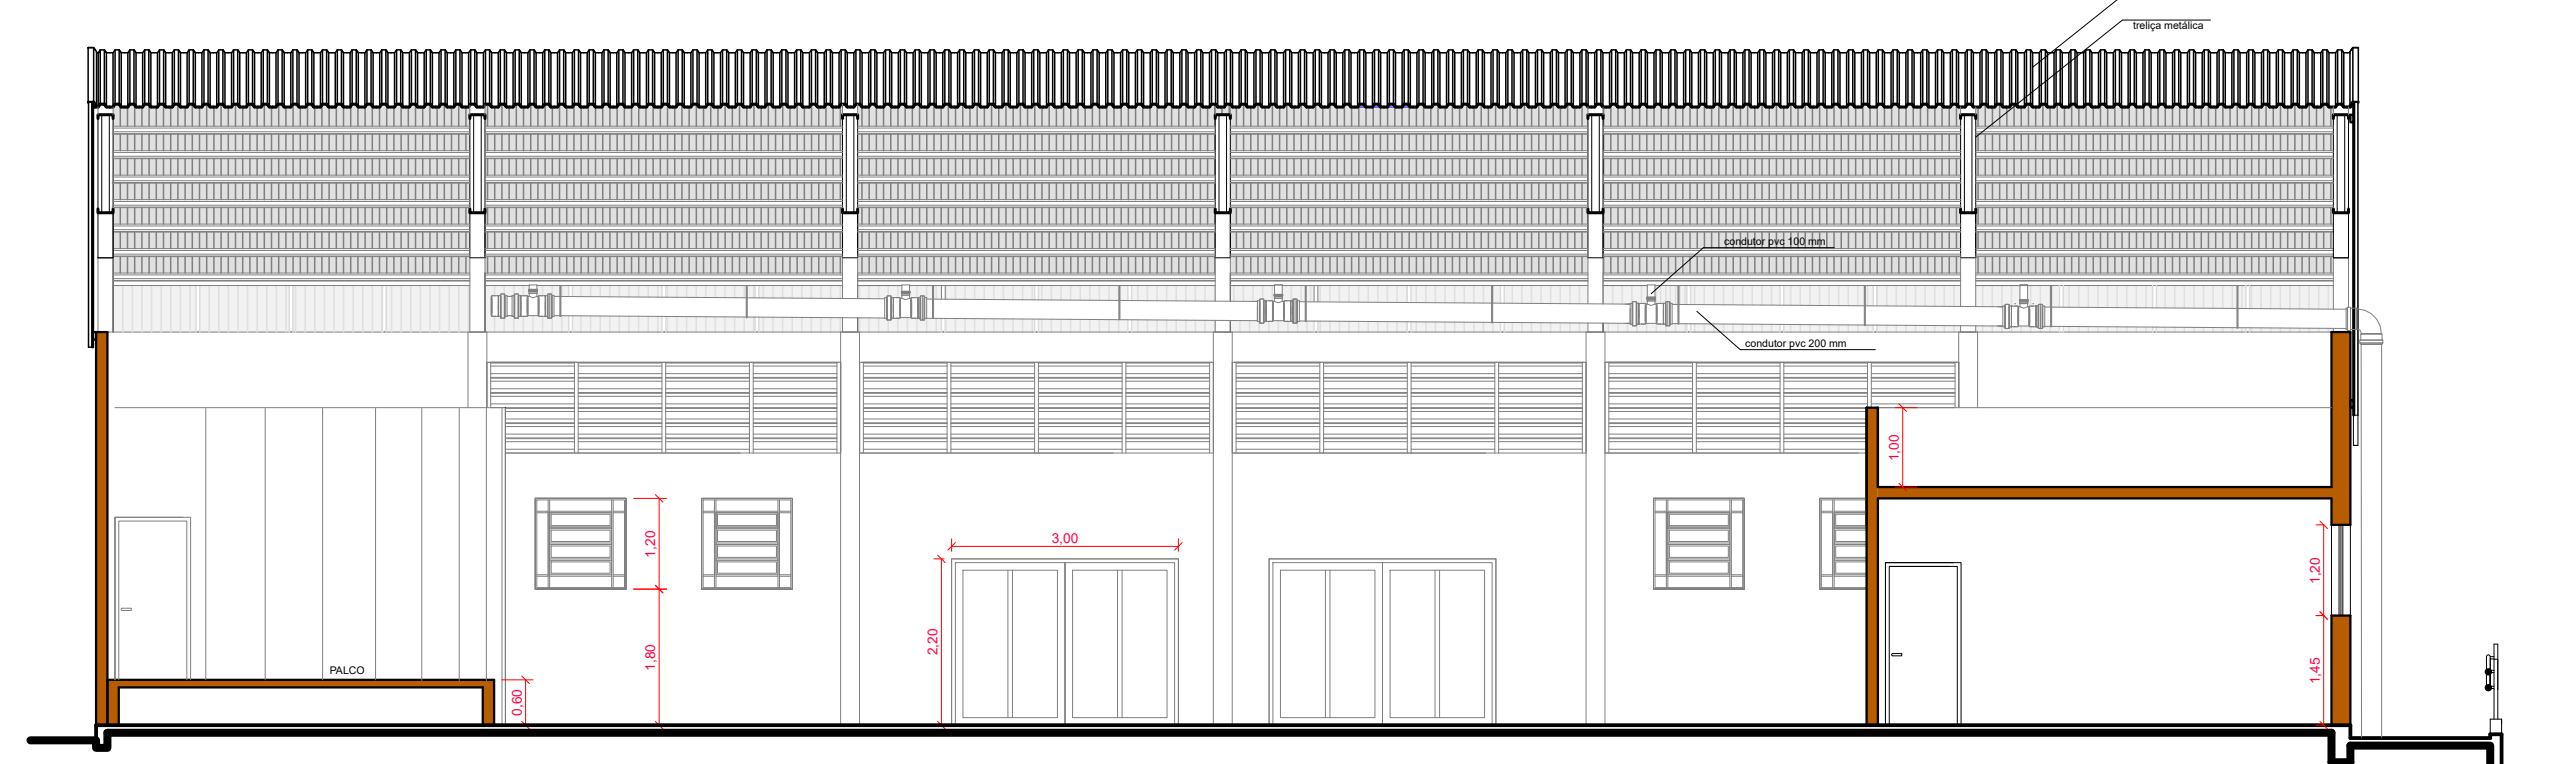 treliça metálica
condutor pvc 100 mm
condutor pvc 200 mm
1,00
1,20
3,00
1,20
2,20
1,80
1,45
PALCO
0,60